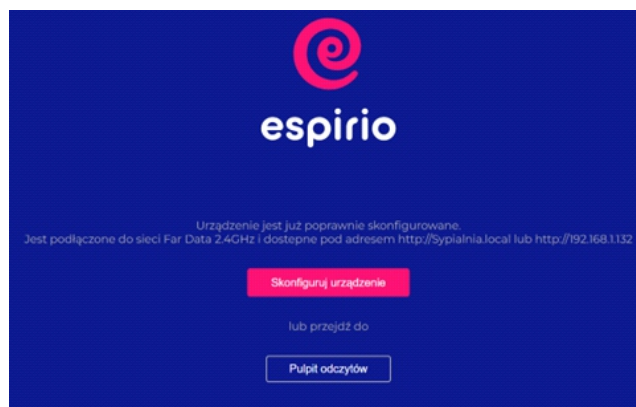 espirio
Urządzenie jest już poprawnie skonfigurowane.
Jest podłączone do sieci Far Data 2.4GHz i dostepne pod adresem http://Sypialnia.local lub http://192.168.1.132
Skonfiguruj urządzenie
lub przejdź do
Pulpit odczytów